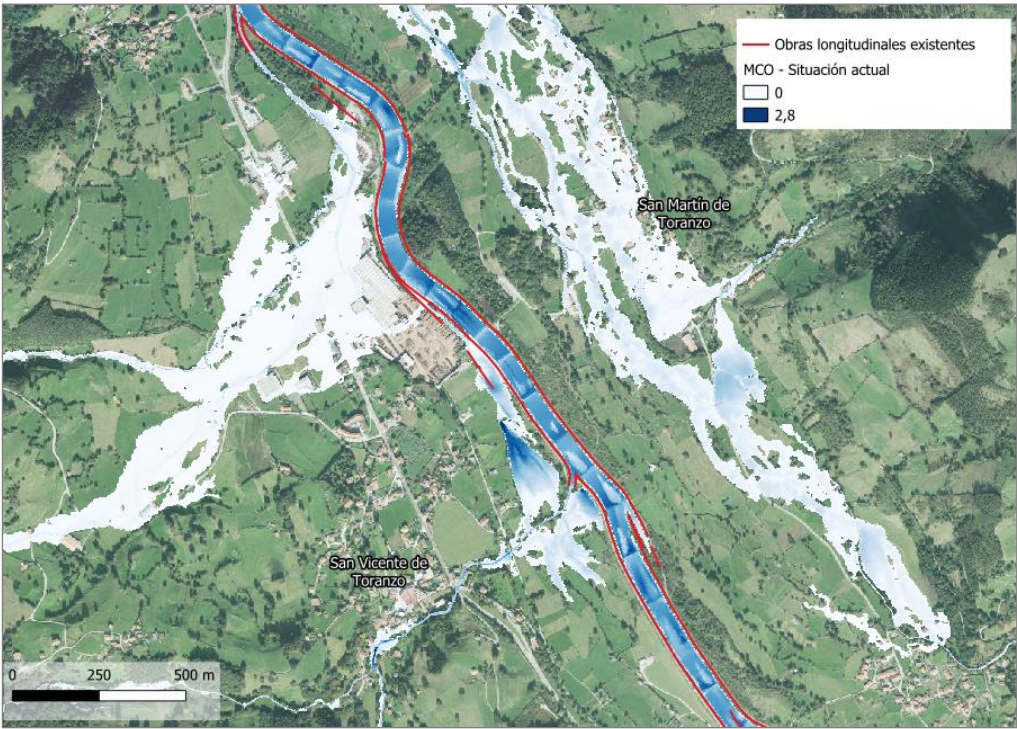 Obras longitudinales existentes
MCO - Situación actual
0
2,8
San Martín de
Toranzo
San Vicente de
Toranzo
0 250 500 m